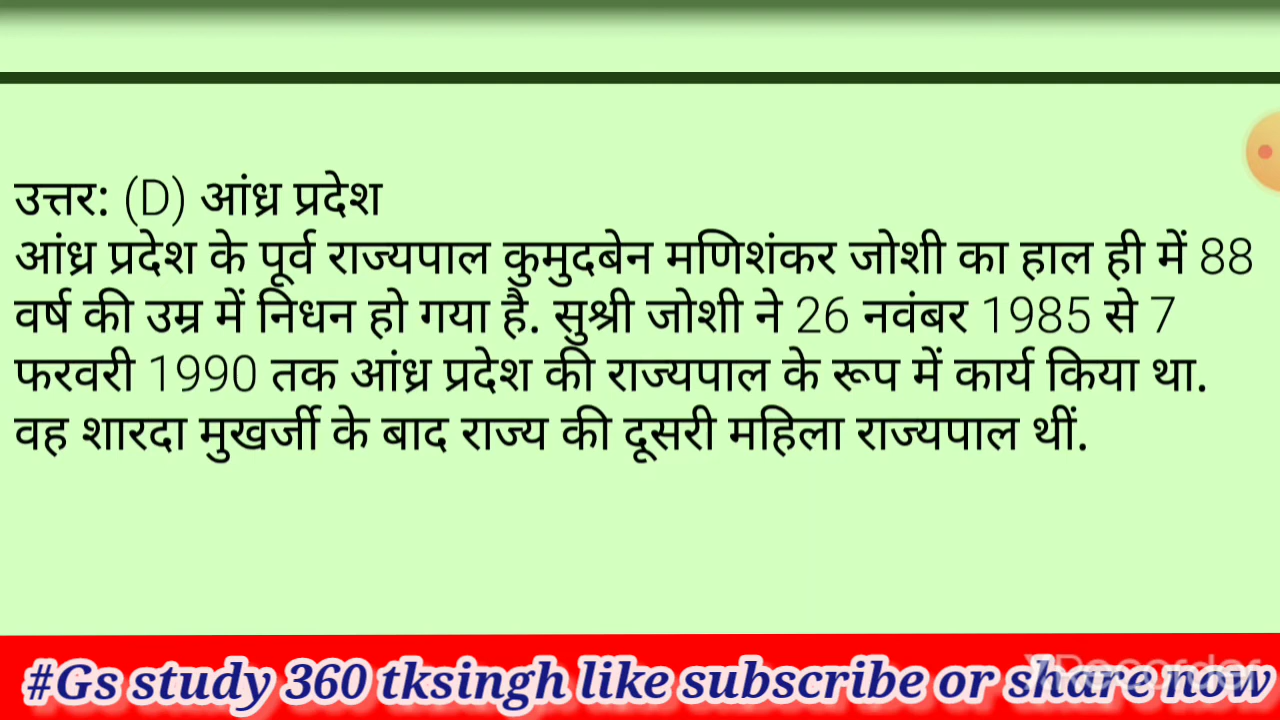 उत्तर: (D) आंध्र प्रदेश
आंध्र प्रदेश के पूर्व राज्यपाल कुमुदबेन मणिशंकर जोशी का हाल ही में 88
वर्ष की उम्र में निधन हो गया है. सुश्री जोशी ने 26 नवंबर 1985 से 7
फरवरी 1990 तक आंध्र प्रदेश की राज्यपाल के रूप में कार्य किया था.
वह शारदा मुखर्जी के बाद राज्य की दूसरी महिला राज्यपाल थीं.
#Gs study 360 tksingh like subscribe or share now
XRecorder